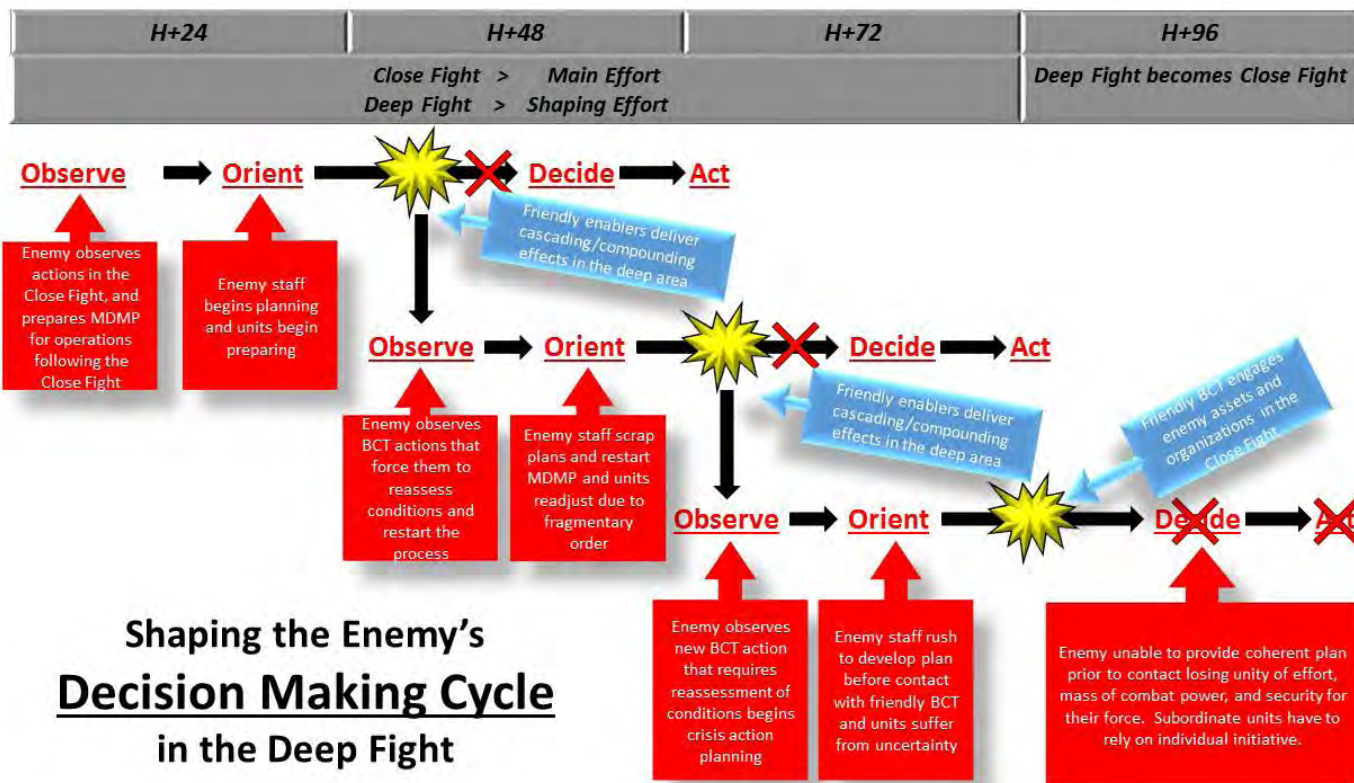 H+24
H+48
H+72
H+96
Close Fight > Main Effort
Deep Fight > Shaping Effort
Deep Fight becomes Close Fight
Observe
Orient
Decide
Act
Friendly enablers deliver
cascading/compounding
effects in the deep area
Enemy observes
actions in the
Close Fight, and
prepares MDMP
for operations
following the
Close Fight
Enemy staff
begins planning
and units begin
preparing
Observe
Orient
Decide
Act
Friendly enablers deliver
cascading/compounding
effects in the deep area
Friendly BCT engages
enemy assets and
organizations in the
Close Fight
Enemy observes
BCT actions that
force them to
reassess
conditions and
restart the
process
Enemy staff scrap
plans and restart
MDMP and units
readjust due to
fragmentary
order
Observe
Orient
Decide
Act
Enemy observes
new BCT action
that requires
reassessment of
conditions begins
crisis action
planning
Enemy staff rush
to develop plan
before contact
with friendly BCT
and units suffer
from uncertainty
Enemy unable to provide coherent plan
prior to contact losing unity of effort,
mass of combat power, and security for
their force. Subordinate units have to
rely on individual initiative.
Shaping the Enemy's
Decision Making Cycle
in the Deep Fight